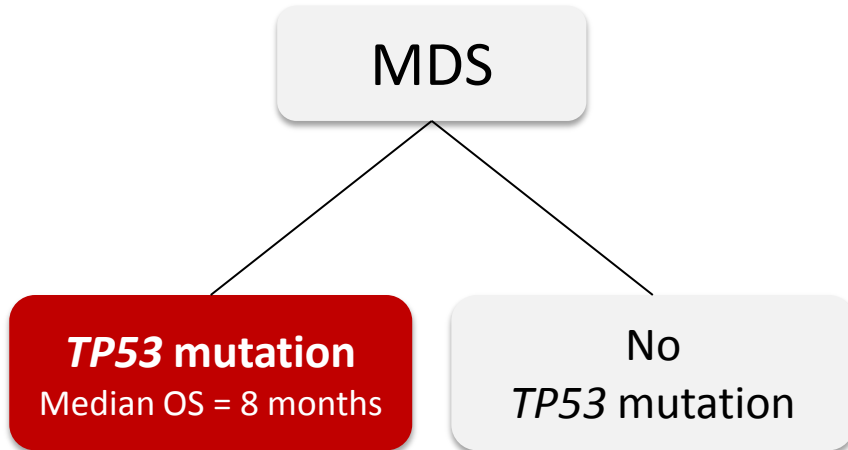 MDS
TP53 mutation
Median OS = 8 months
No
TP53 mutation